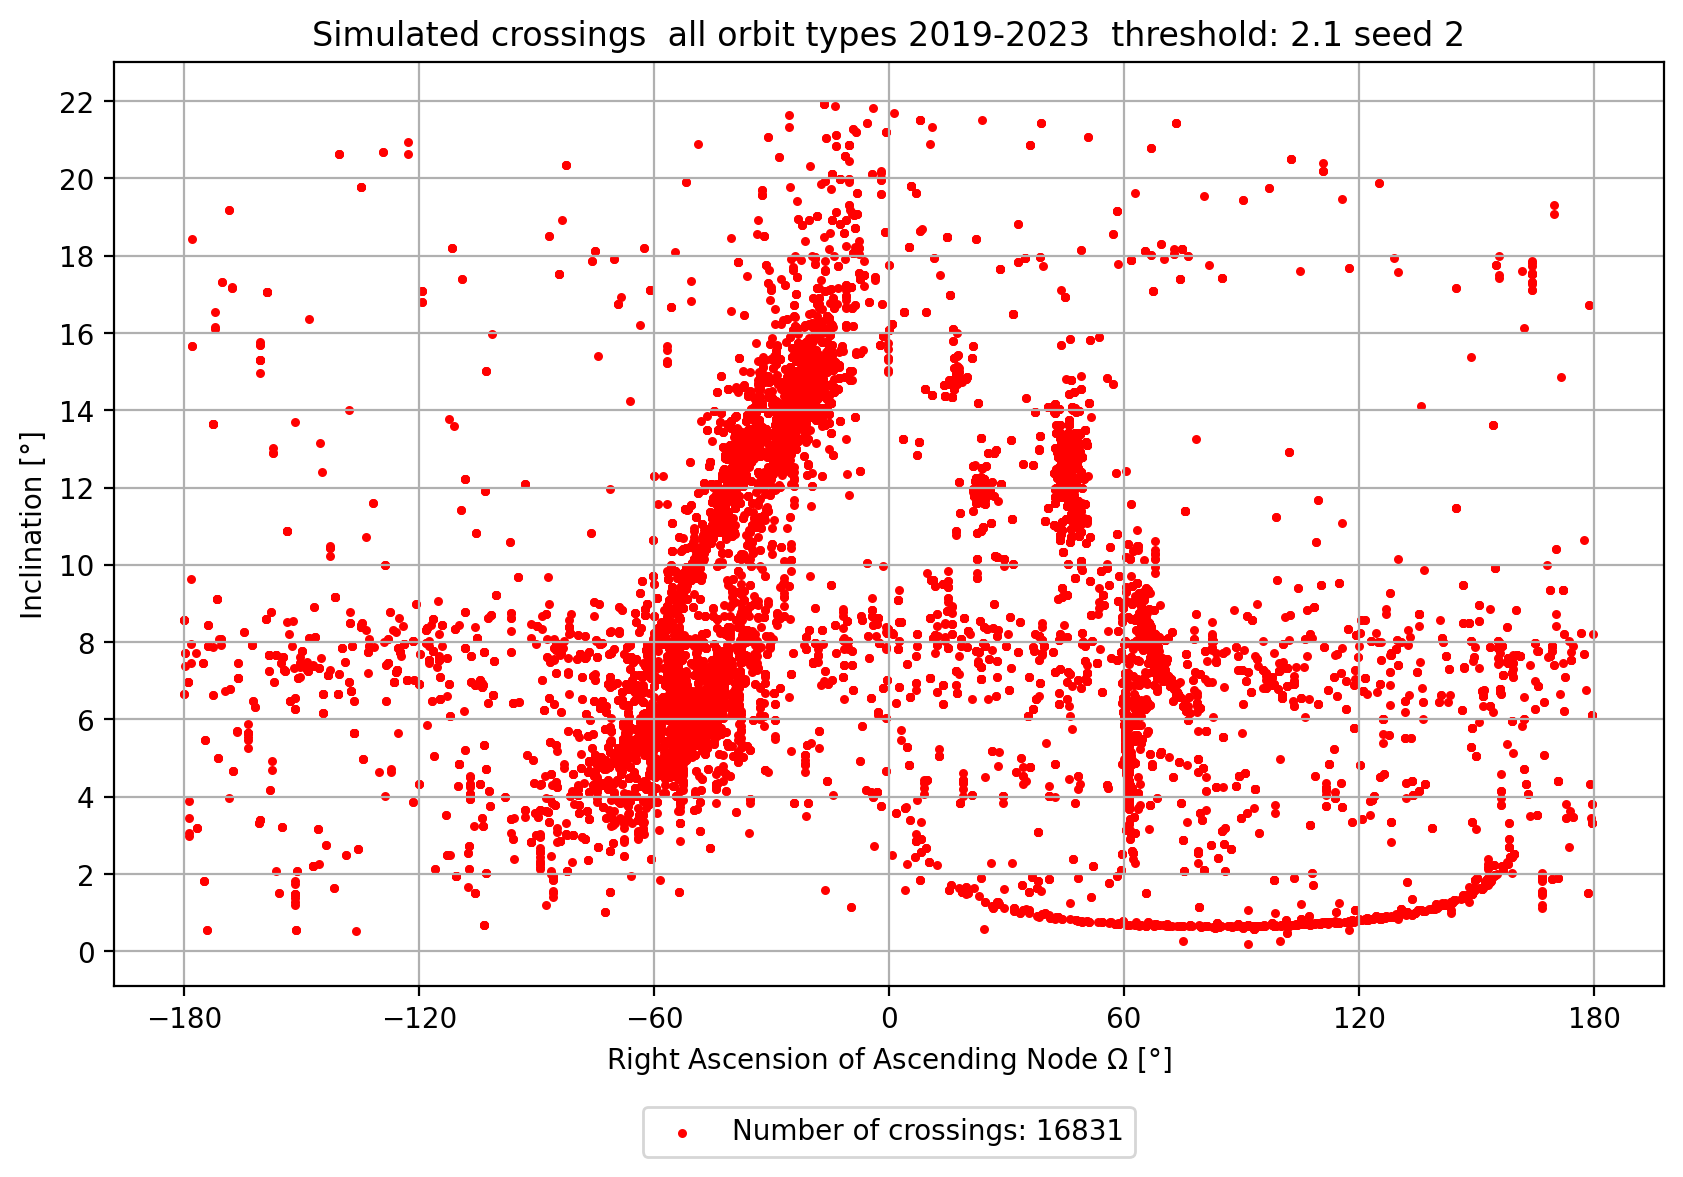 Simulated crossings  all orbit types 2019-2023  threshold: 2.1 seed 2
22
20
18
16
14
12
10
8
6
4
2
0
Inclination [°]
−180 −120 −60 0 60 120 180
Right Ascension of Ascending Node Ω [°]
Number of crossings: 16831